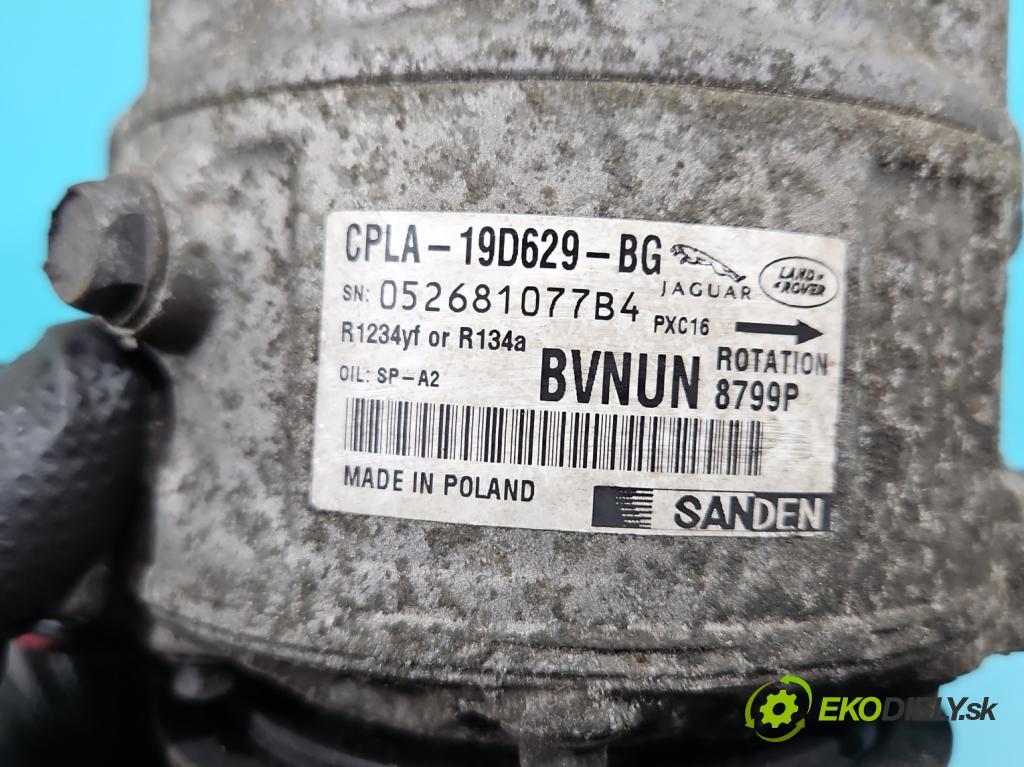 CPLA-19D629-BG
JAGUAR
LAND ROVER
SN: 052681077B4
PXC16
R1234yf or R134a
BVNUN
ROTATION
8799P
OIL: SP-A2
MADE IN POLAND
SANDEN
EKODIELY.sk